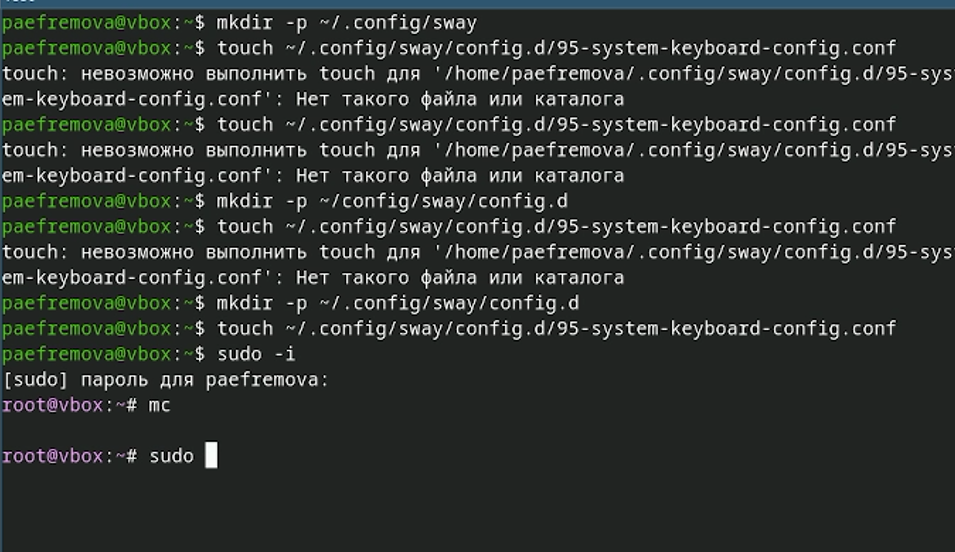 paefremova@vbox:~$ mkdir -p ~/.config/sway
paefremova@vbox:~$ touch ~/.config/sway/config.d/95-system-keyboard-config.conf
touch: невозможно выполнить touch для '/home/paefremova/.config/sway/config.d/95-sys
em-keyboard-config.conf': Нет такого файла или каталога
paefremova@vbox:~$ touch ~/.config/sway/config.d/95-system-keyboard-config.conf
touch: невозможно выполнить touch для '/home/paefremova/.config/sway/config.d/95-sys
em-keyboard-config.conf': Нет такого файла или каталога
paefremova@vbox:~$ mkdir -p ~/config/sway/config.d
paefremova@vbox:~$ touch ~/.config/sway/config.d/95-system-keyboard-config.conf
touch: невозможно выполнить touch для '/home/paefremova/.config/sway/config.d/95-sys
em-keyboard-config.conf': Нет такого файла или каталога
paefremova@vbox:~$ mkdir -p ~/.config/sway/config.d
paefremova@vbox:~$ touch ~/.config/sway/config.d/95-system-keyboard-config.conf
paefremova@vbox:~$ sudo -i
[sudo] пароль для paefremova:
root@vbox:~# mc
root@vbox:~# sudo